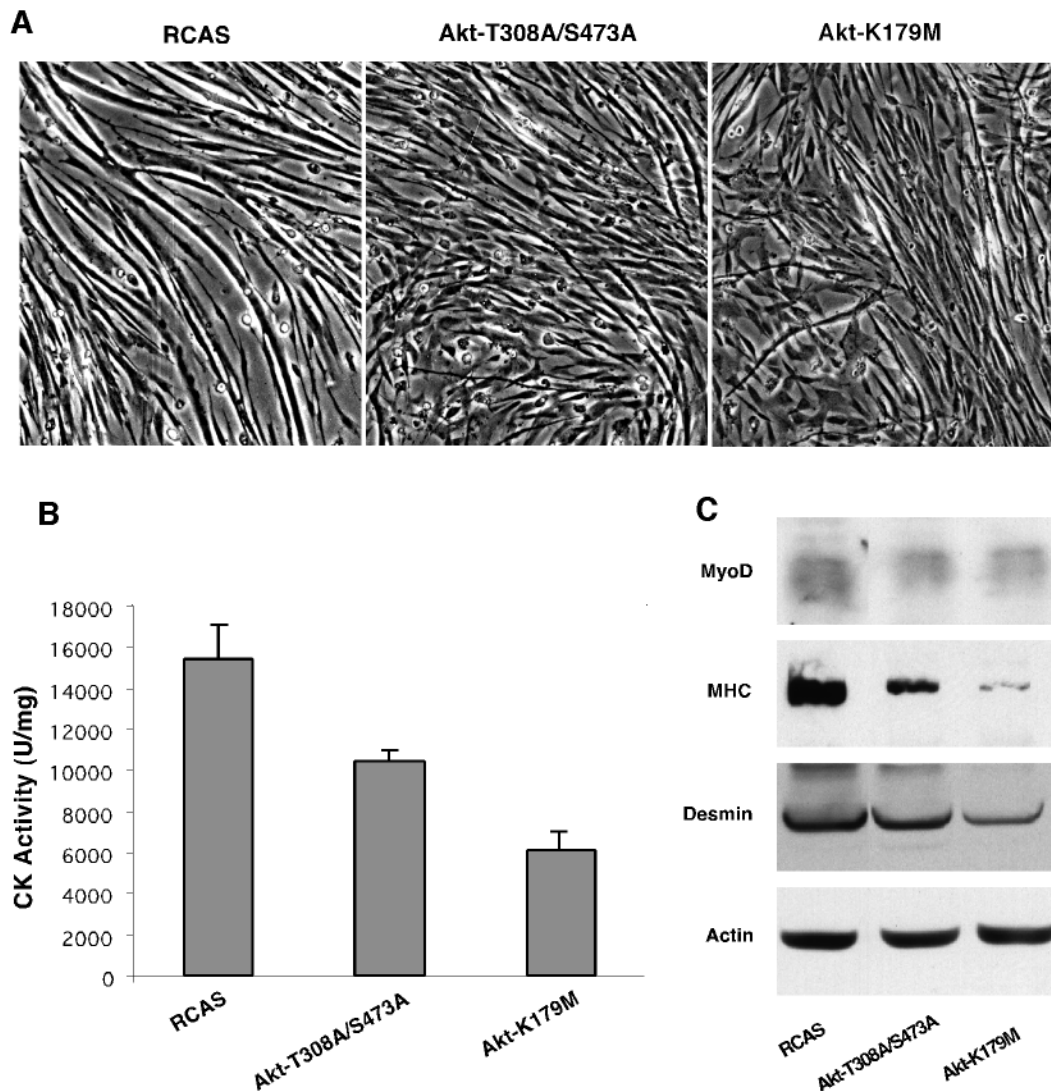 A
RCAS
Akt-T308A/S473A
Akt-K179M
B
CK Activity (U/mg)
18000
16000
14000
12000
10000
8000
6000
4000
2000
0
RCAS
Akt-T308A/S473A
Akt-K179M
C
MyoD
MHC
Desmin
Actin
RCAS
Akt-T308A/S473A
Akt-K179M